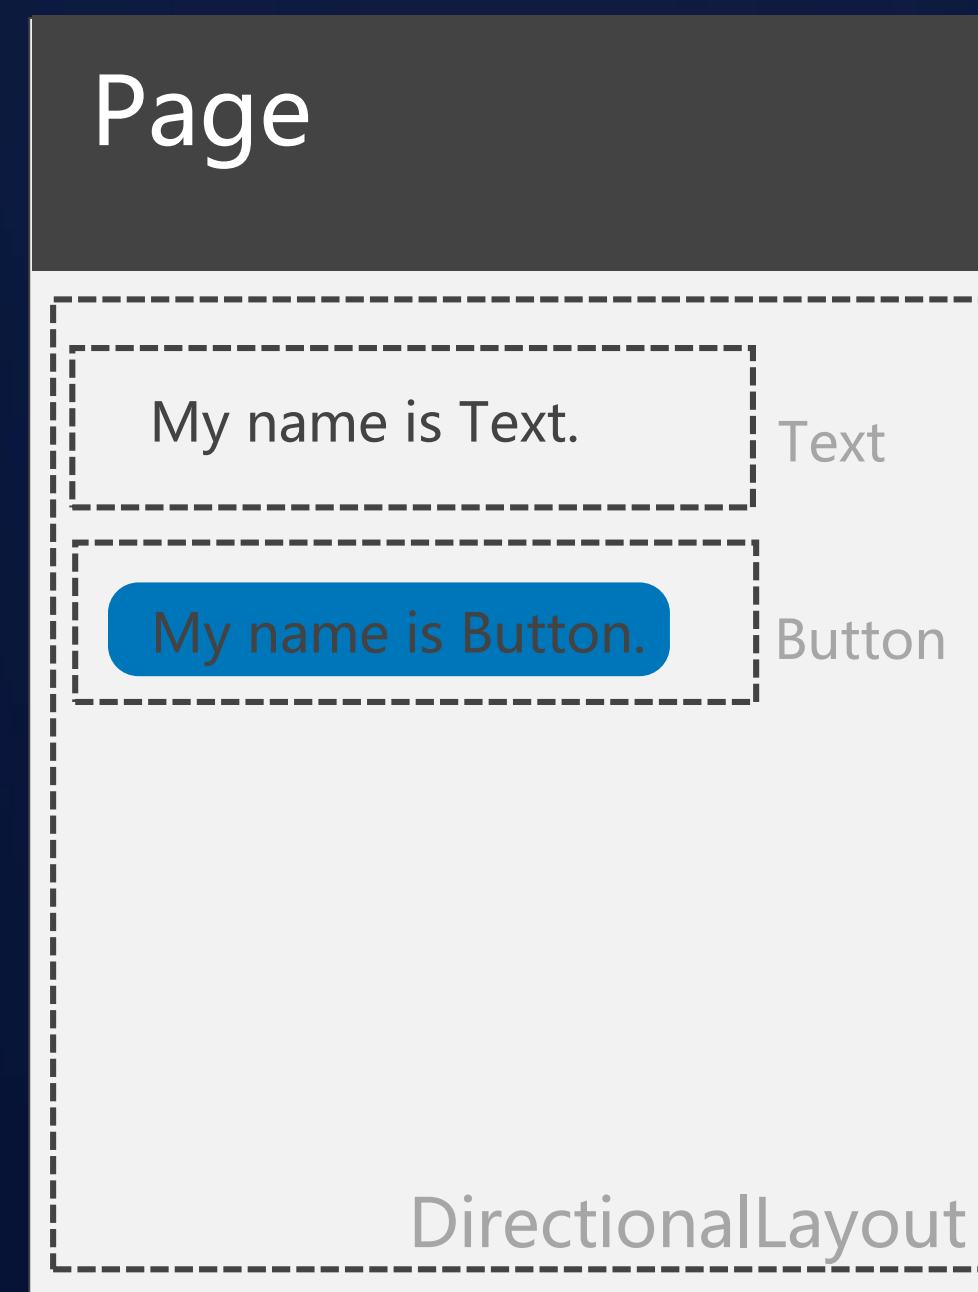 Page
My name is Text.
Text
My name is Button.
Button
DirectionalLayout